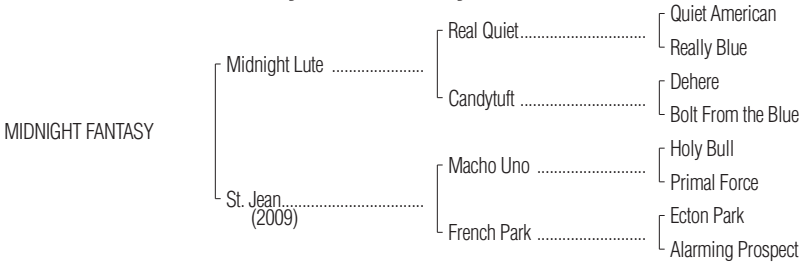 Quiet American
Real Quiet..............................
Really Blue
Midnight Lute ......................
Dehere
Candytuft ..............................
Bolt From the Blue
MIDNIGHT FANTASY
Holy Bull
Macho Uno ..........................
Primal Force
St. Jean..................................
(2009)
Ecton Park
French Park ..........................
Alarming Prospect